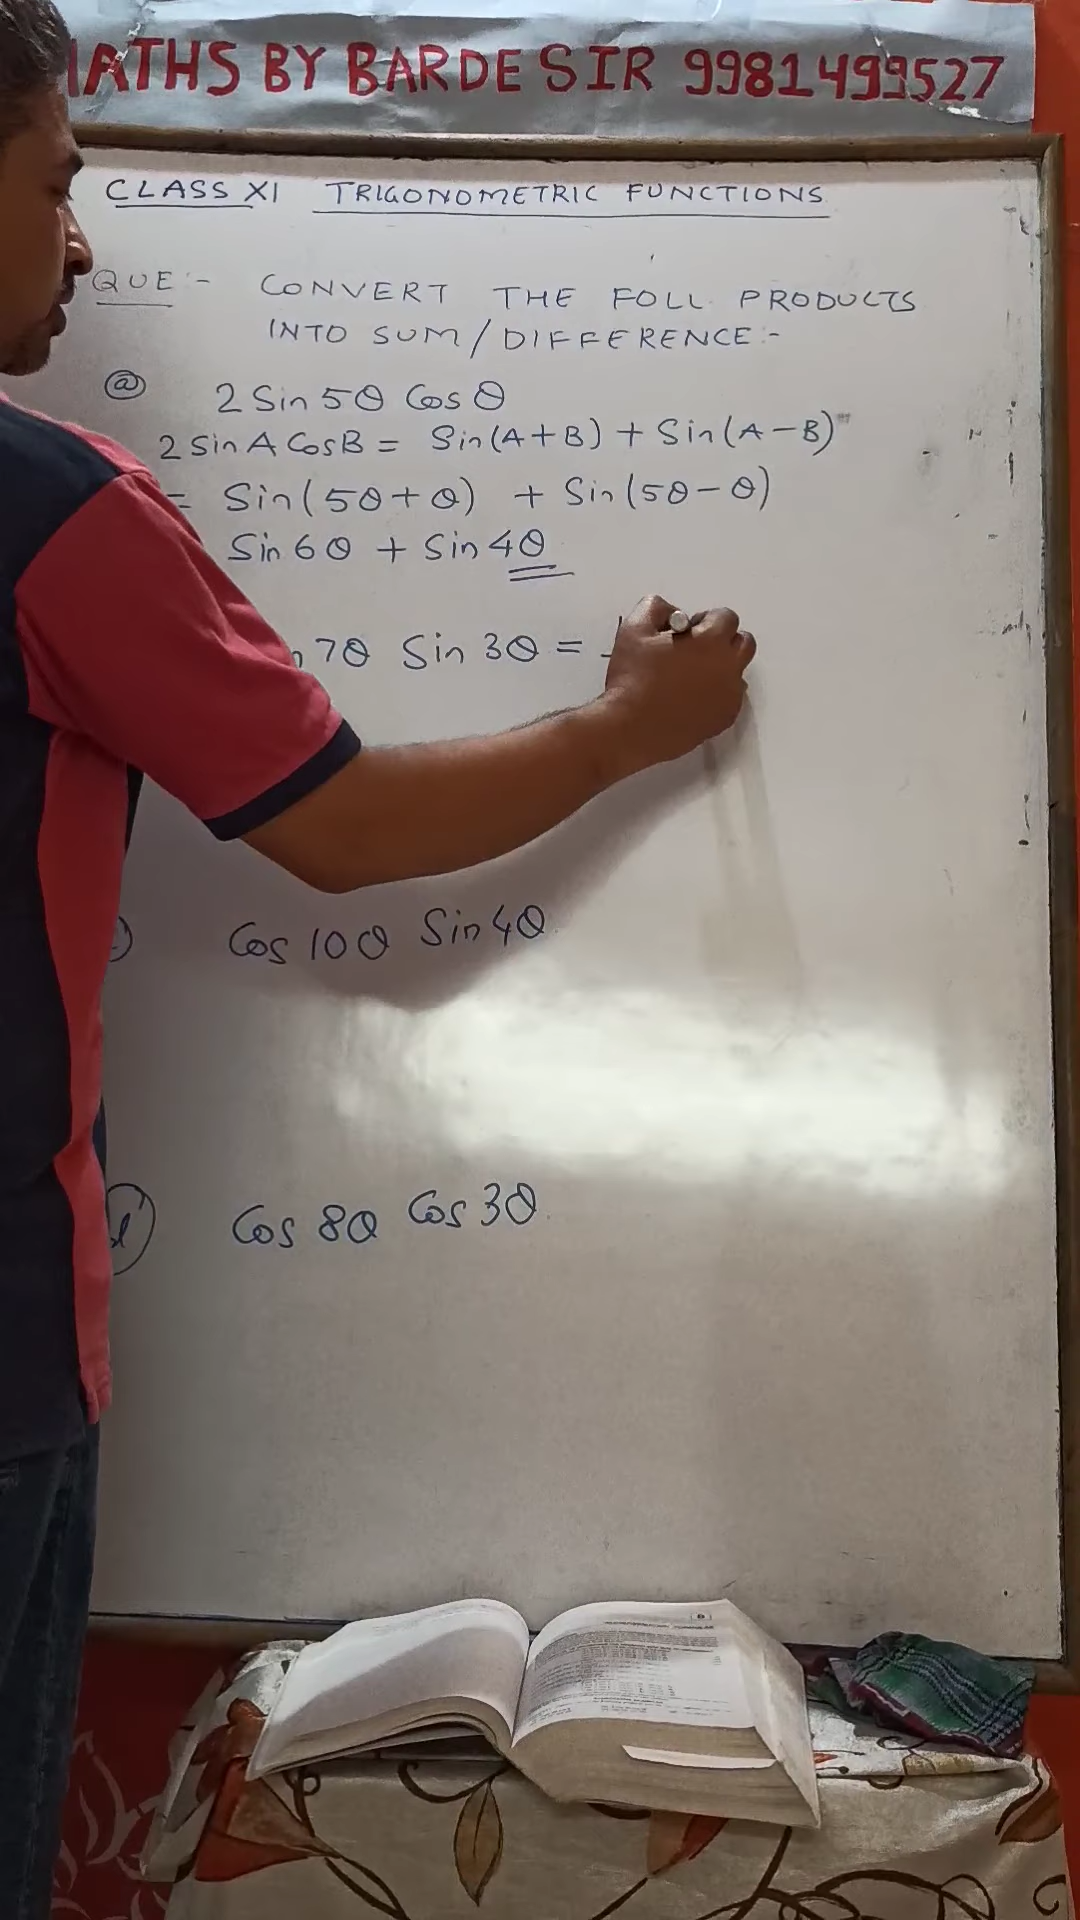 MATHS BY BARDE SIR 9981499527
CLASS XI TRIGONOMETRIC FUNCTIONS
QUE :- CONVERT THE FOLL. PRODUCTS
INTO SUM/DIFFERENCE :-
(a) 2 Sin 5θ Cos θ
2 Sin A Cos B = Sin(A+B) + Sin(A-B)
= Sin(5θ+θ) + Sin(5θ-θ)
Sin 6θ + Sin 4θ
7θ Sin 3θ =
Cos 10θ Sin 4θ
Cos 8θ Cos 3θ